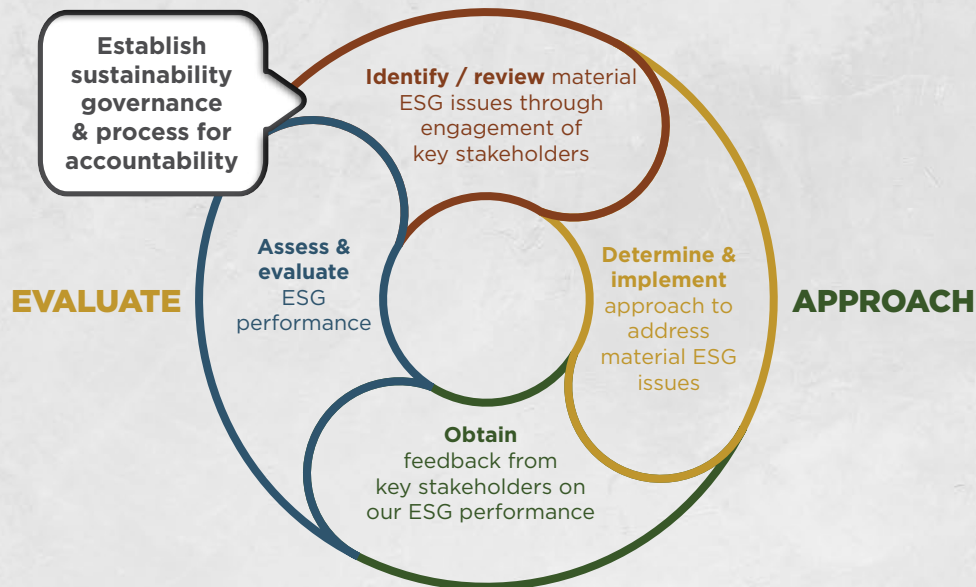 Establish
sustainability
governance
& process for
accountability
Identify / review material
ESG issues through
engagement of
key stakeholders
EVALUATE
Assess &
evaluate
ESG
performance
Determine &
implement
approach to
address
material ESG
issues
APPROACH
Obtain
feedback from
key stakeholders on
our ESG performance